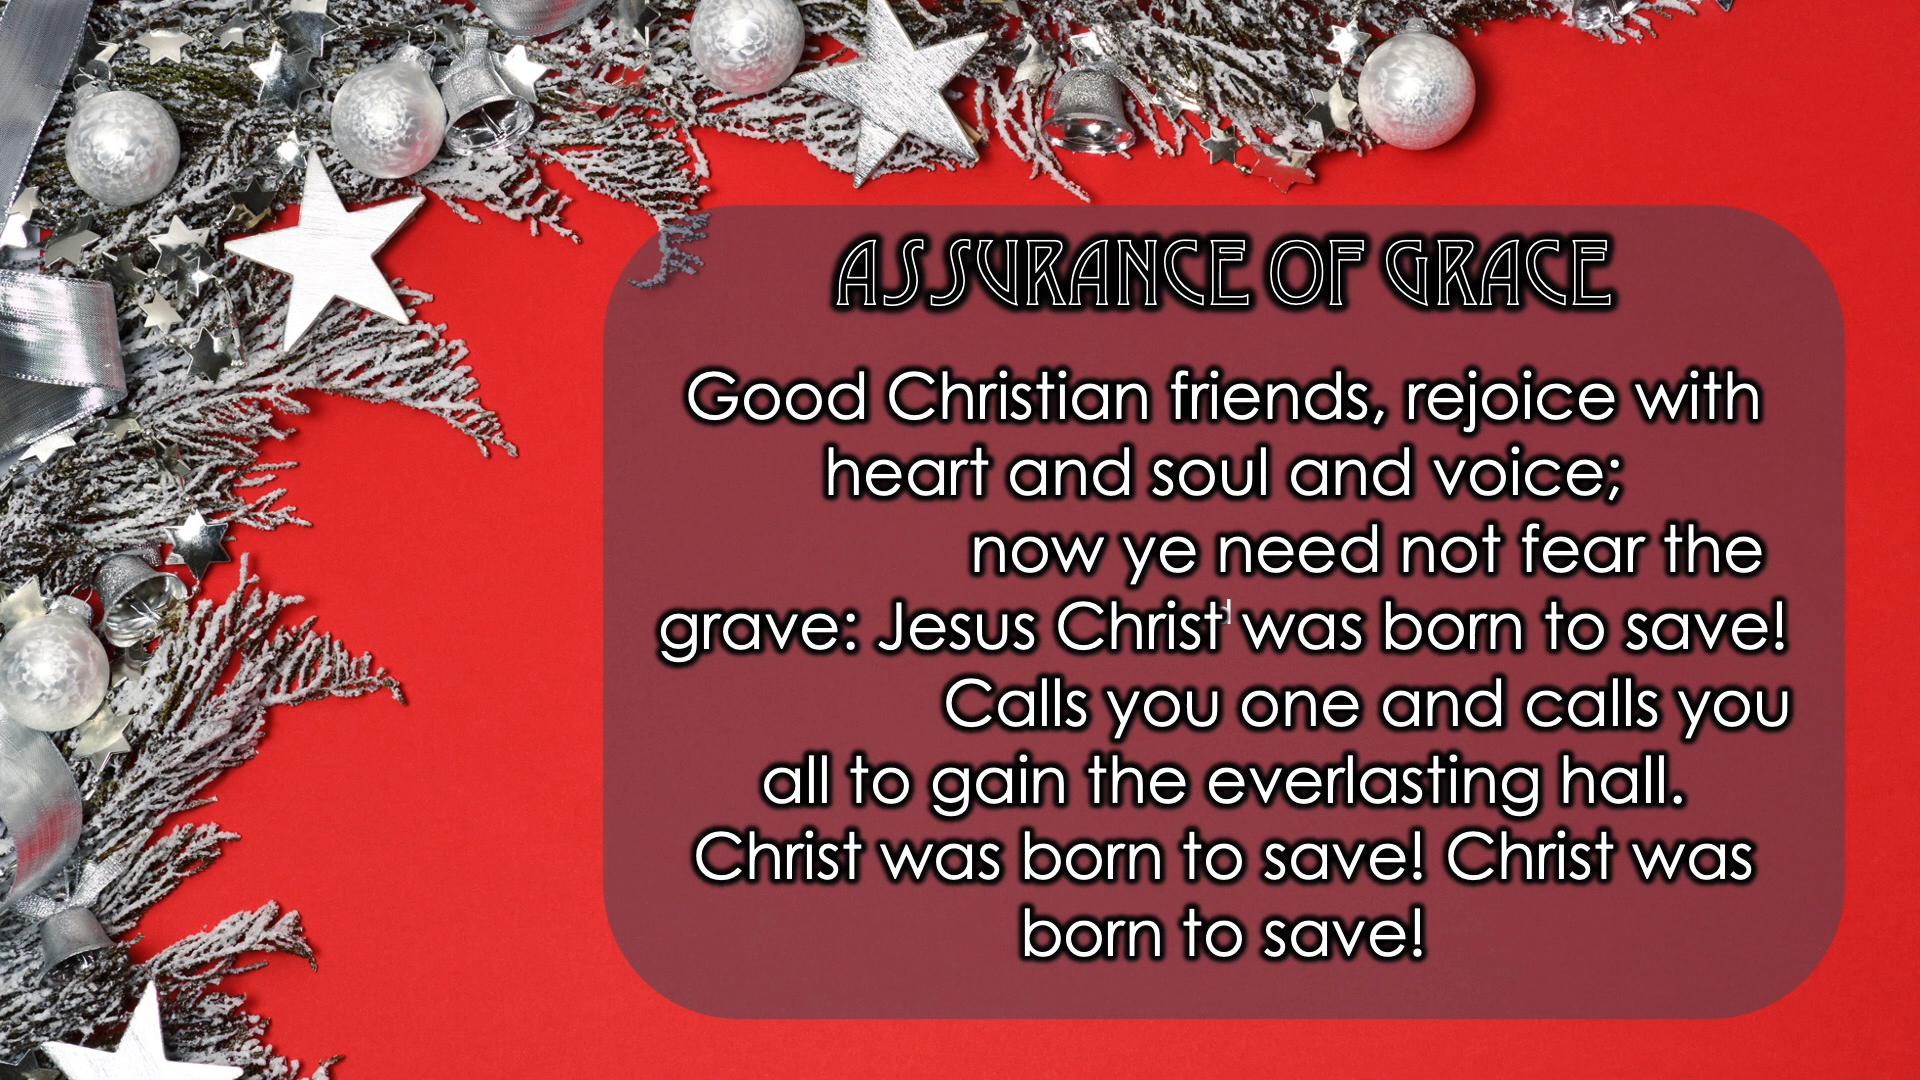 ASSURANCE OF GRACE
Good Christian friends, rejoice with
heart and soul and voice;
now ye need not fear the
grave: Jesus Christ was born to save!
Calls you one and calls you
all to gain the everlasting hall.
Christ was born to save! Christ was
born to save!